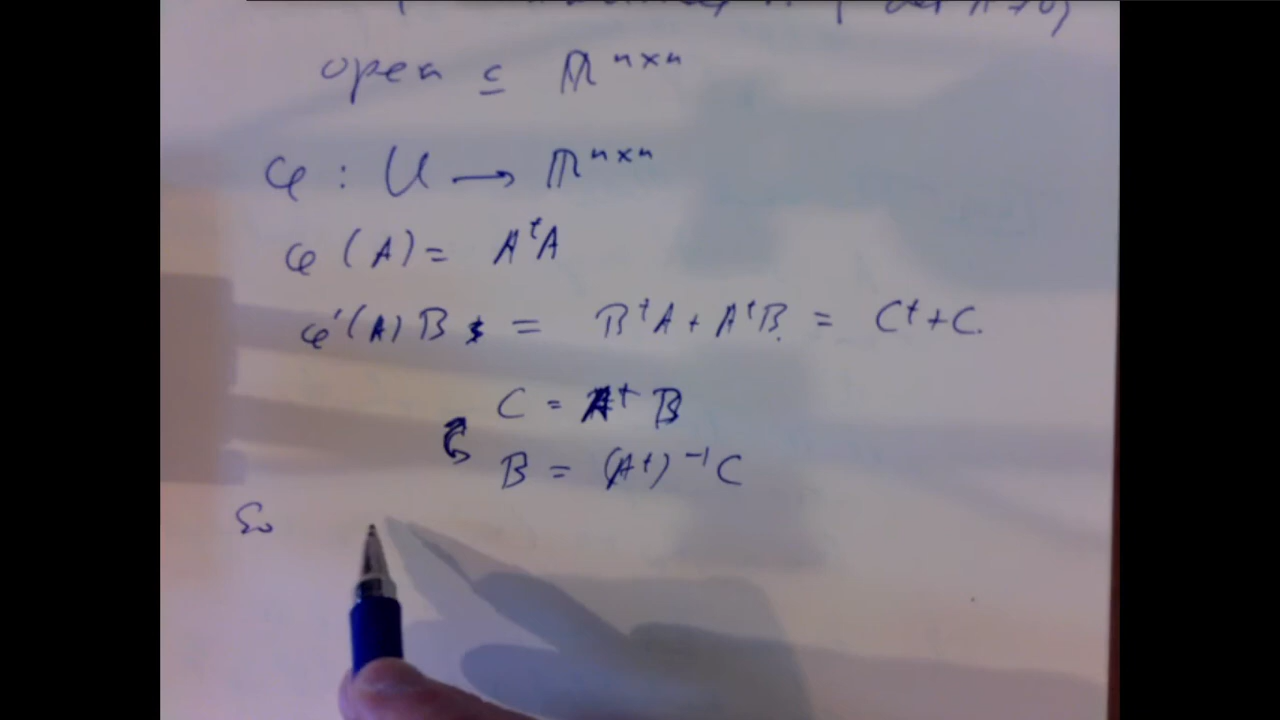 open ⊆ ℝ^{n×n}
φ : U → ℝ^{n×n}
φ(A) = A^t A
φ'(A) B = B^t A + A^t B = C^t + C.
C = A^t B
B = (A^t)^{-1} C
So